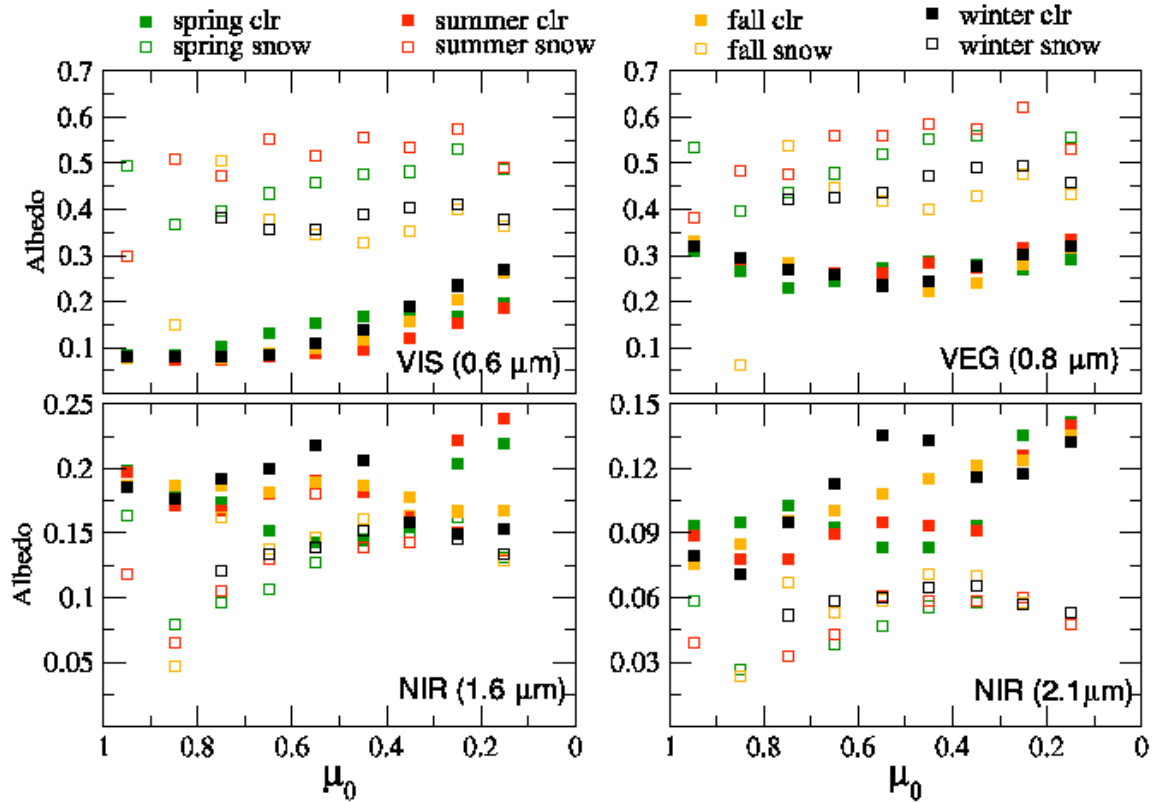 spring clr summer clr fall clr winter clr
spring snow summer snow fall snow winter snow
0.7 0.7
0.6 0.6
0.5 0.5
0.4 0.4
0.3 0.3
0.2 0.2
0.1 0.1
Albedo
VIS (0.6 μm) VEG (0.8 μm)
0.25 0.15
0.2 0.12
0.15 0.09
0.1 0.06
0.05 0.03
Albedo
NIR (1.6 μm) NIR (2.1μm)
1 0.8 0.6 0.4 0.2 0 1 0.8 0.6 0.4 0.2 0
μ₀ μ₀